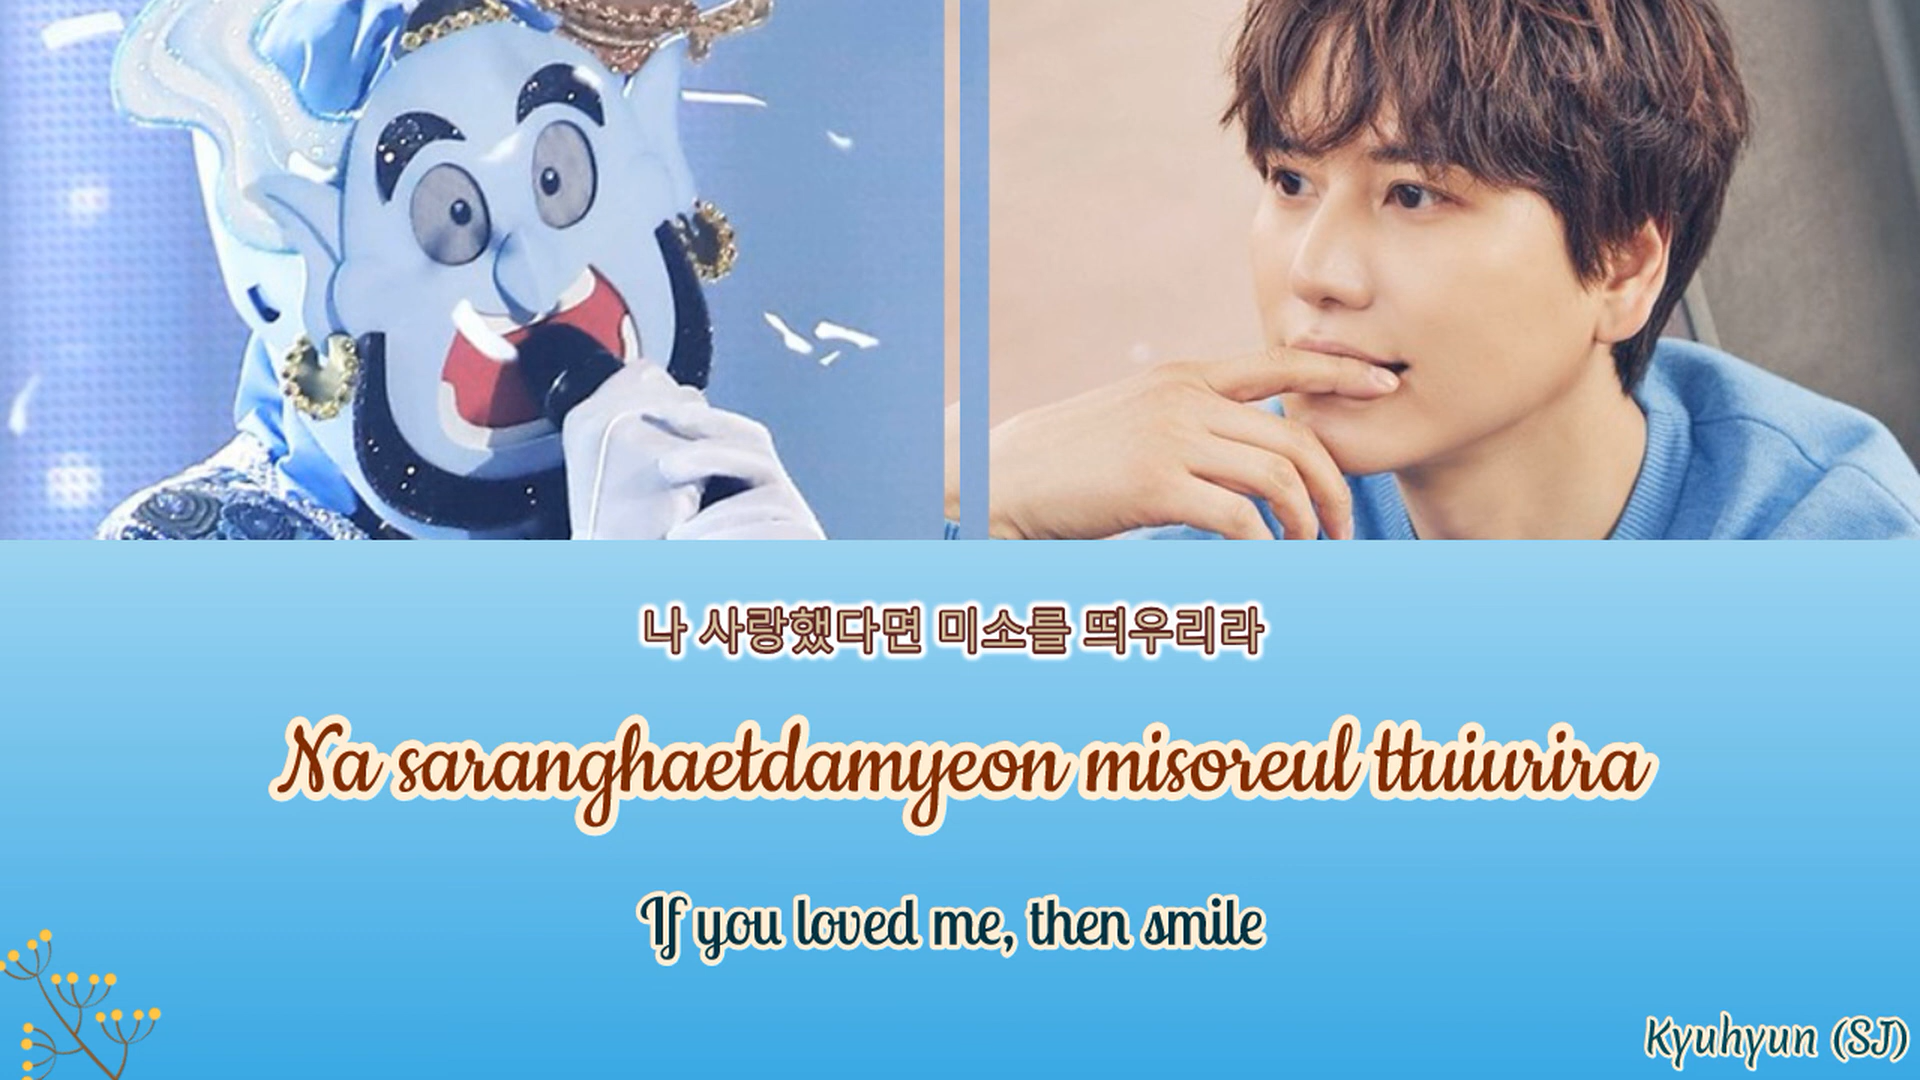 나 사랑했다면 미소를 띄우리라
Na saranghaetdamyeon misoreul ttuiurira
If you loved me, then smile
Kyuhyun (SJ)